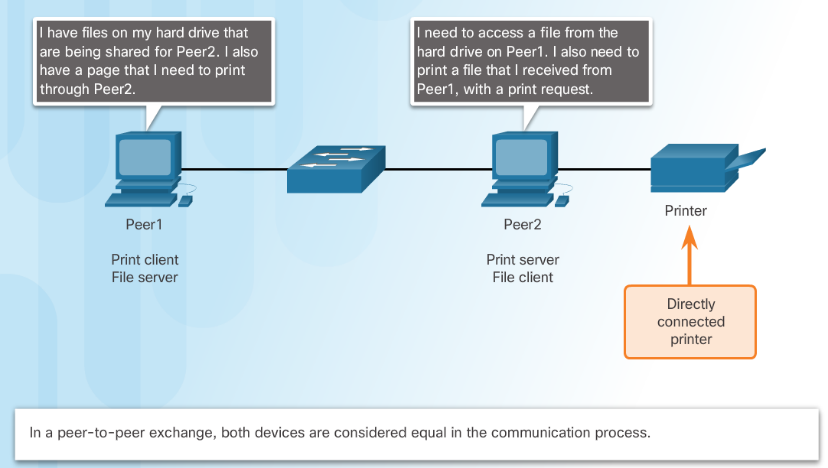 I have files on my hard drive that
are being shared for Peer2. I also
have a page that I need to print
through Peer2.
I need to access a file from the
hard drive on Peer1. I also need to
print a file that I received from
Peer1, with a print request.
Peer1
Print client
File server
Peer2
Print server
File client
Printer
Directly
connected
printer
In a peer-to-peer exchange, both devices are considered equal in the communication process.